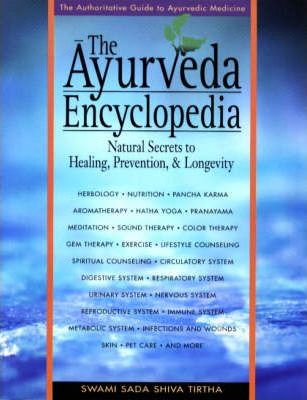 The Authoritative Guide to Ayurvedic Medicine
The
Āyurveda
Encyclopedia
Natural Secrets to
Healing, Prevention, & Longevity
HERBOLOGY • NUTRITION • PANCHA KARMA
AROMATHERAPY • HATHA YOGA • PRANAYAMA
MEDITATION • SOUND THERAPY • COLOR THERAPY
GEM THERAPY • EXERCISE • LIFESTYLE COUNSELING
SPIRITUAL COUNSELING • CIRCULATORY SYSTEM
DIGESTIVE SYSTEM • RESPIRATORY SYSTEM
URINARY SYSTEM • NERVOUS SYSTEM
REPRODUCTIVE SYSTEM • IMMUNE SYSTEM
METABOLIC SYSTEM • INFECTIONS AND WOUNDS
SKIN • PET CARE • AND MORE
SWAMI SADA SHIVA TIRTHA